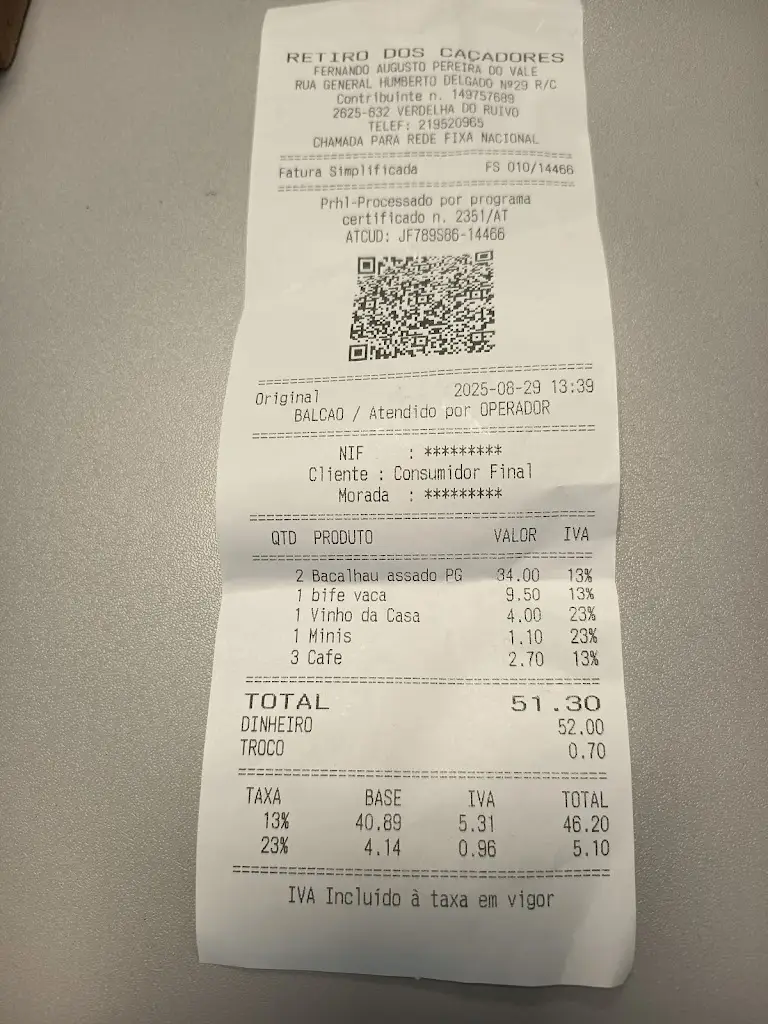 RETIRO DOS CAÇADORES
FERNANDO AUGUSTO PEREIRA DO VALE
RUA GENERAL HUMBERTO DELGADO Nº29 R/C
Contribuinte n. 149757689
2625-632 VERDELHA DO RUIVO
TELEF: 219520965
CHAMADA PARA REDE FIXA NACIONAL
Fatura Simplificada FS 010/14466
Prhl-Processado por programa
certificado n. 2351/AT
ATCUD: JF789S86-14466
Original 2025-08-29 13:39
BALCAO / Atendido por OPERADOR
NIF : *********
Cliente : Consumidor Final
Morada : *********
QTD PRODUTO VALOR IVA
2 Bacalhau assado PG 34.00 13%
1 bife vaca 9.50 13%
1 Vinho da Casa 4.00 23%
1 Minis 1.10 23%
3 Cafe 2.70 13%
TOTAL 51.30
DINHEIRO 52.00
TROCO 0.70
TAXA BASE IVA TOTAL
13% 40.89 5.31 46.20
23% 4.14 0.96 5.10
IVA Incluído à taxa em vigor